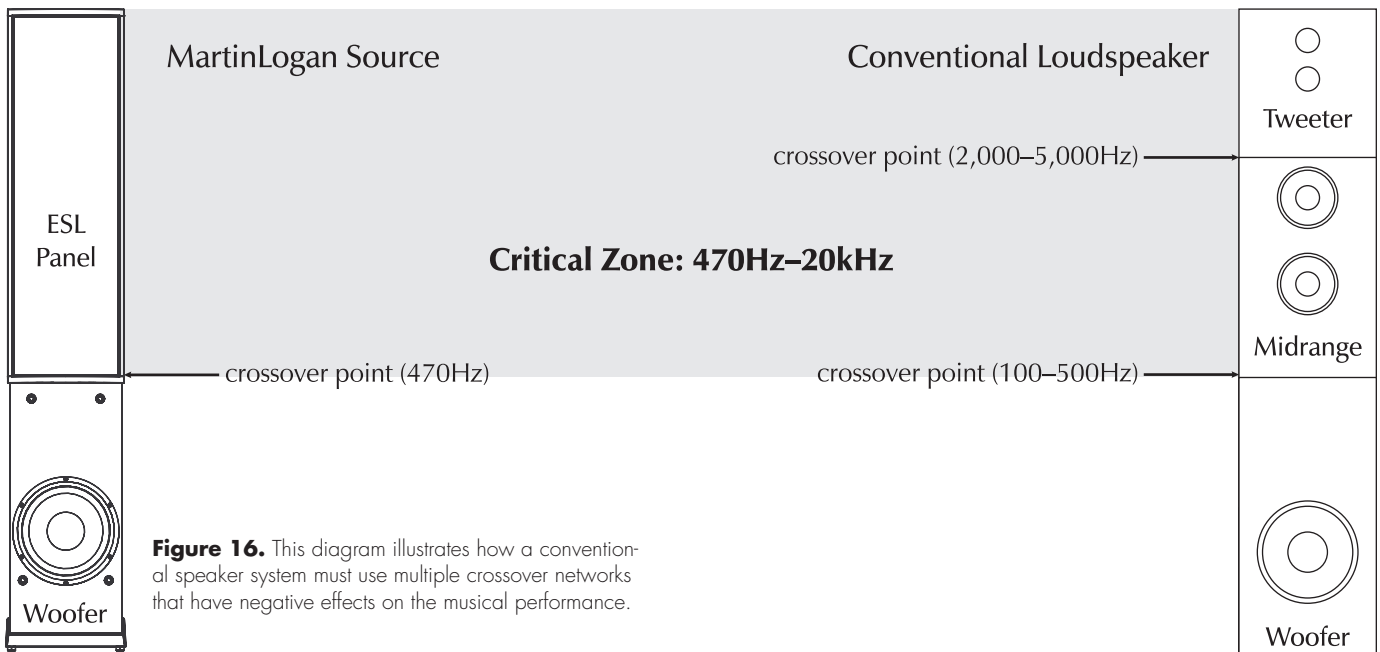 MartinLogan Source
Conventional Loudspeaker
Tweeter
crossover point (2,000–5,000Hz)
ESL
Panel
Critical Zone: 470Hz–20kHz
Midrange
crossover point (470Hz)
crossover point (100–500Hz)
Figure 16. This diagram illustrates how a convention-
al speaker system must use multiple crossover networks
that have negative effects on the musical performance.
Woofer
Woofer